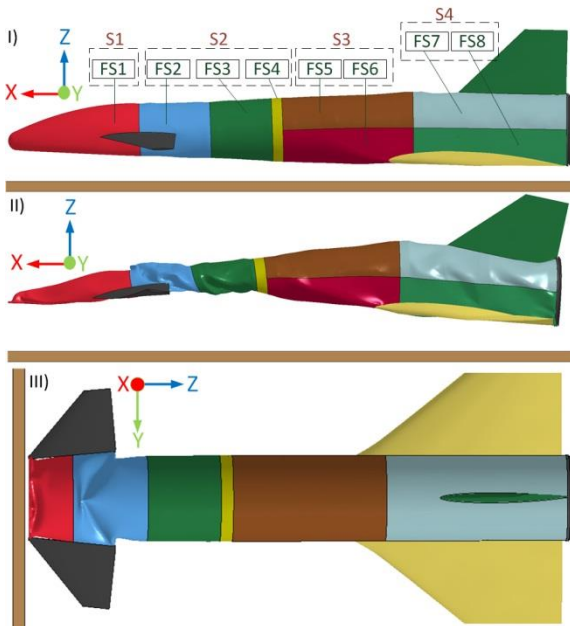 S4
S1 S2 S3
FS7 FS8
I)
FS1 FS2 FS3 FS4 FS5 FS6
Z
X Y
II)
Z
X Y
III)
X Z
Y